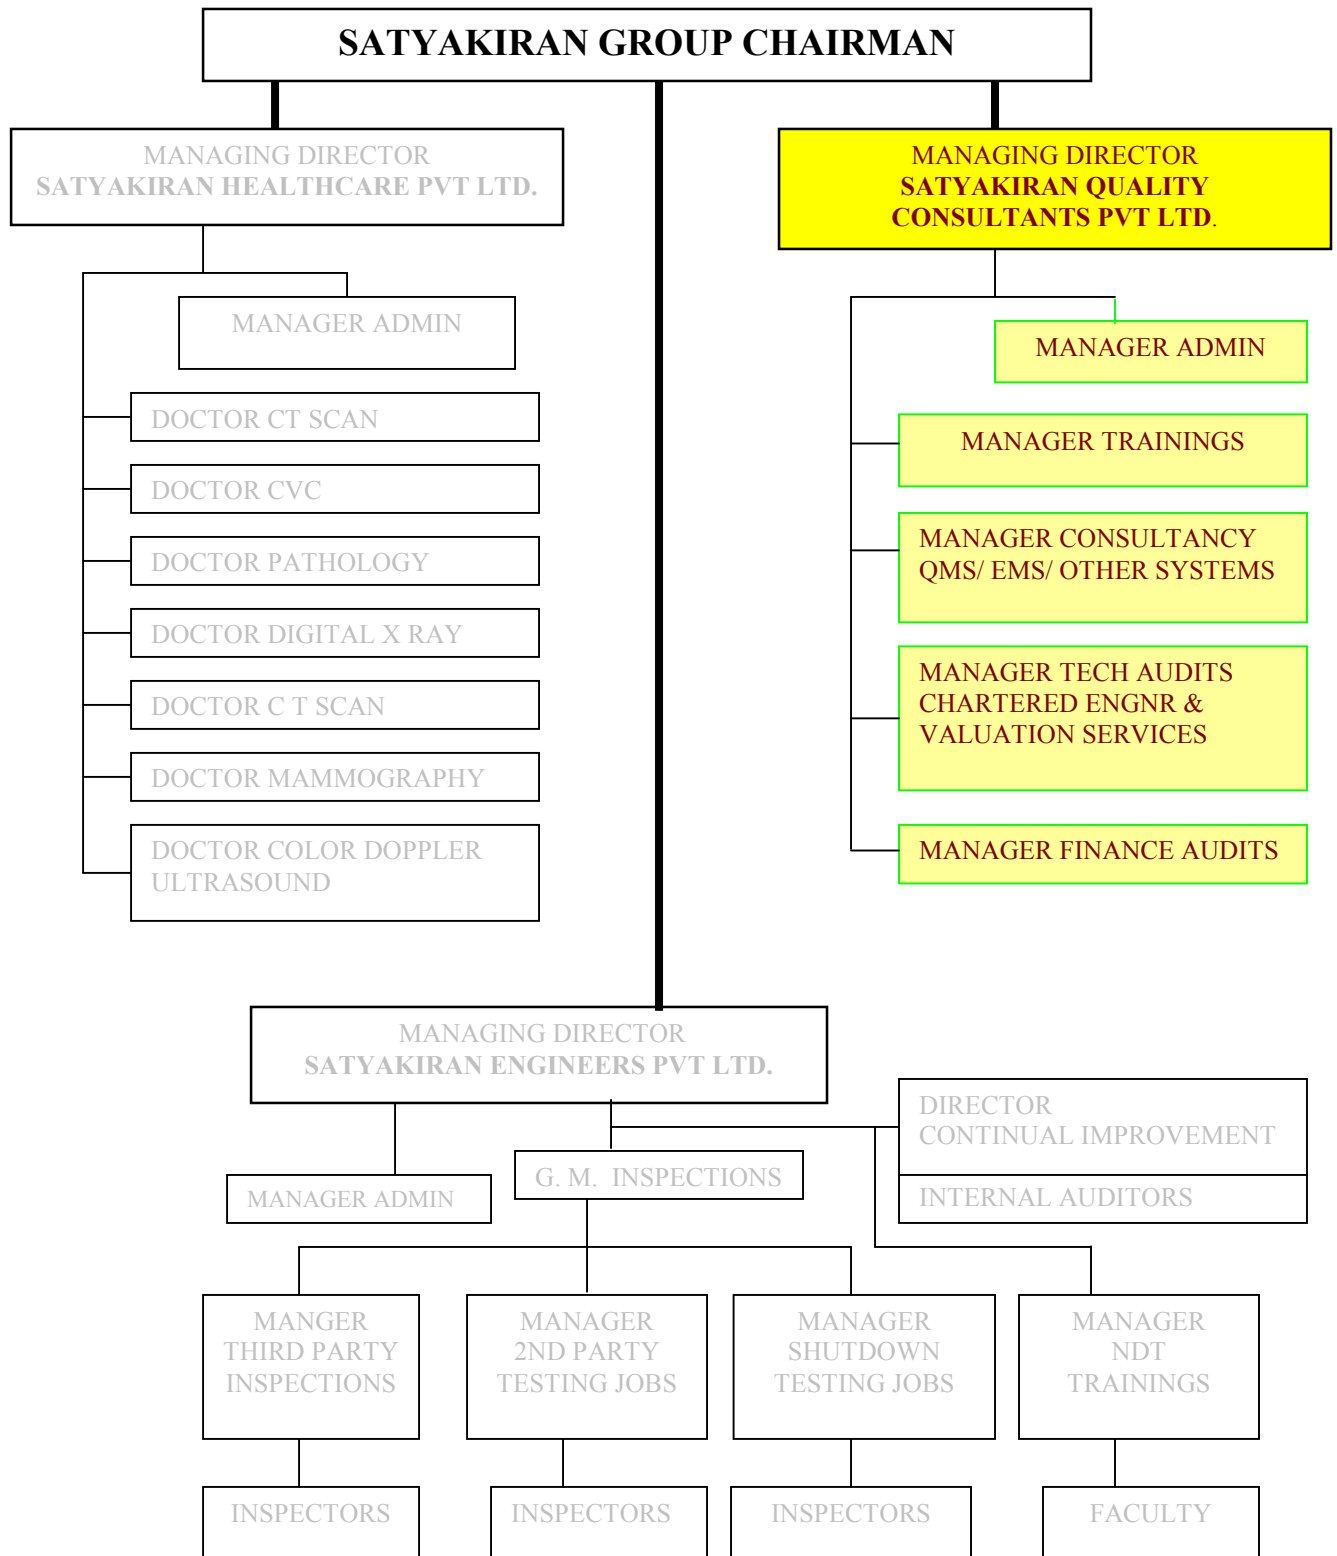 SATYAKIRAN GROUP CHAIRMAN
MANAGING DIRECTOR
SATYAKIRAN HEALTHCARE PVT LTD.
MANAGER ADMIN
DOCTOR CT SCAN
DOCTOR CVC
DOCTOR PATHOLOGY
DOCTOR DIGITAL X RAY
DOCTOR C T SCAN
DOCTOR MAMMOGRAPHY
DOCTOR COLOR DOPPLER
ULTRASOUND
MANAGING DIRECTOR
SATYAKIRAN QUALITY
CONSULTANTS PVT LTD.
MANAGER ADMIN
MANAGER TRAININGS
MANAGER CONSULTANCY
QMS/ EMS/ OTHER SYSTEMS
MANAGER TECH AUDITS
CHARTERED ENGNR &
VALUATION SERVICES
MANAGER FINANCE AUDITS
MANAGING DIRECTOR
SATYAKIRAN ENGINEERS PVT LTD.
MANAGER ADMIN
G. M. INSPECTIONS
DIRECTOR
CONTINUAL IMPROVEMENT
INTERNAL AUDITORS
MANGER
THIRD PARTY
INSPECTIONS
MANAGER
2ND PARTY
TESTING JOBS
MANAGER
SHUTDOWN
TESTING JOBS
MANAGER
NDT
TRAININGS
INSPECTORS
INSPECTORS
INSPECTORS
FACULTY